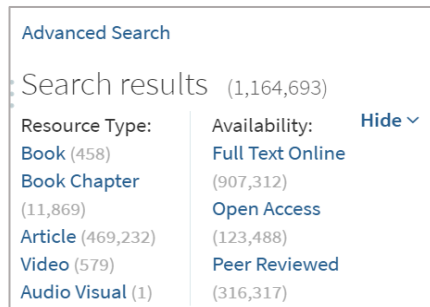 Advanced Search
Search results (1,164,693)
Resource Type:
Book (458)
Book Chapter
(11,869)
Article (469,232)
Video (579)
Audio Visual (1)
Availability:
Full Text Online
(907,312)
Open Access
(123,488)
Peer Reviewed
(316,317)
Hide